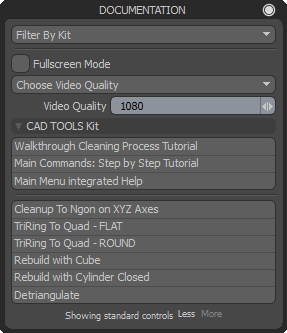 DOCUMENTATION
Filter By Kit
Fullscreen Mode
Choose Video Quality
Video Quality 1080
CAD TOOLS Kit
Walkthrough Cleaning Process Tutorial
Main Commands: Step by Step Tutorial
Main Menu integrated Help
Cleanup To Ngon on XYZ Axes
TriRing To Quad - FLAT
TriRing To Quad - ROUND
Rebuild with Cube
Rebuild with Cylinder Closed
Detriangulate
Showing standard controls Less More